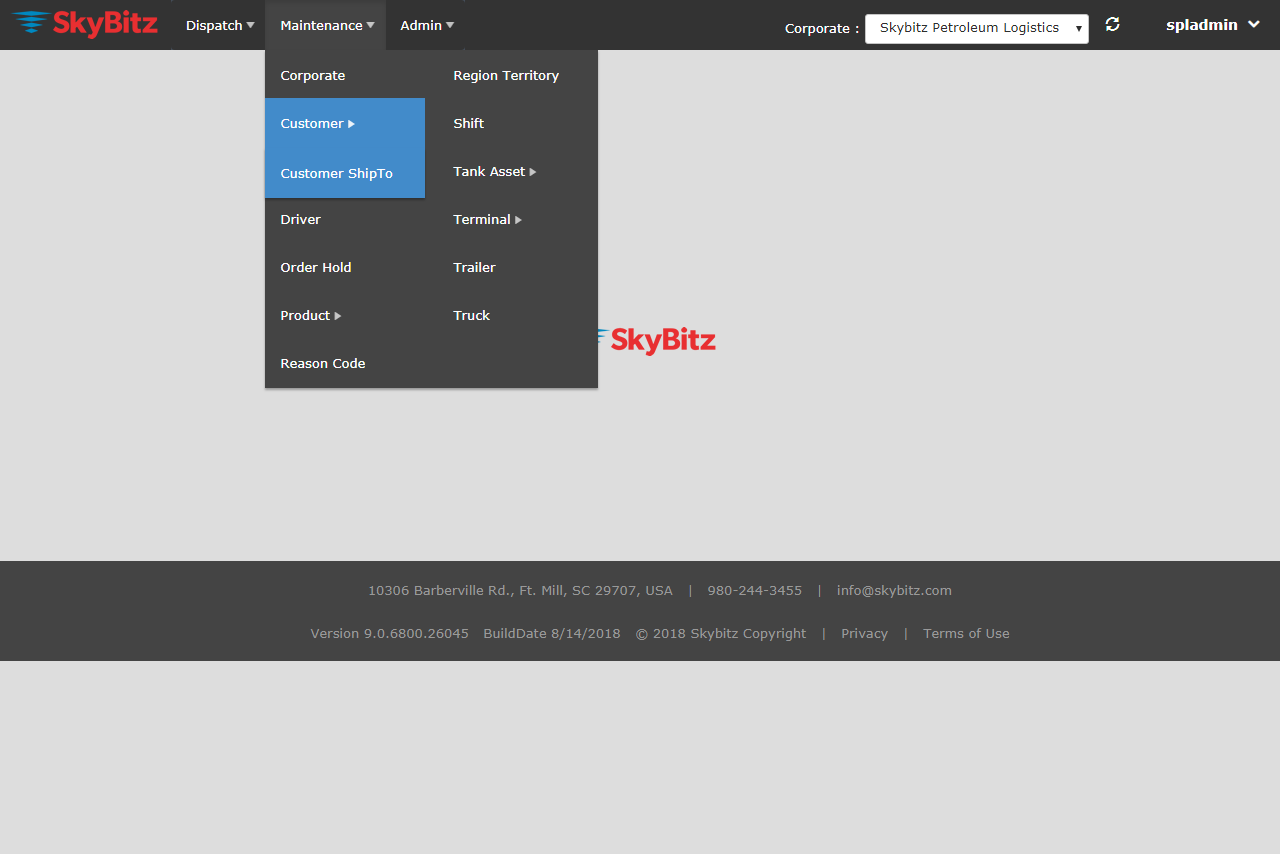 SkyBitz Dispatch Maintenance Admin Corporate : Skybitz Petroleum Logistics spladmin
Corporate
Customer
Customer ShipTo
Driver
Order Hold
Product
Reason Code
Region Territory
Shift
Tank Asset
Terminal
Trailer
Truck
SkyBitz
10306 Barberville Rd., Ft. Mill, SC 29707, USA | 980-244-3455 | info@skybitz.com
Version 9.0.6800.26045 BuildDate 8/14/2018 © 2018 Skybitz Copyright | Privacy | Terms of Use